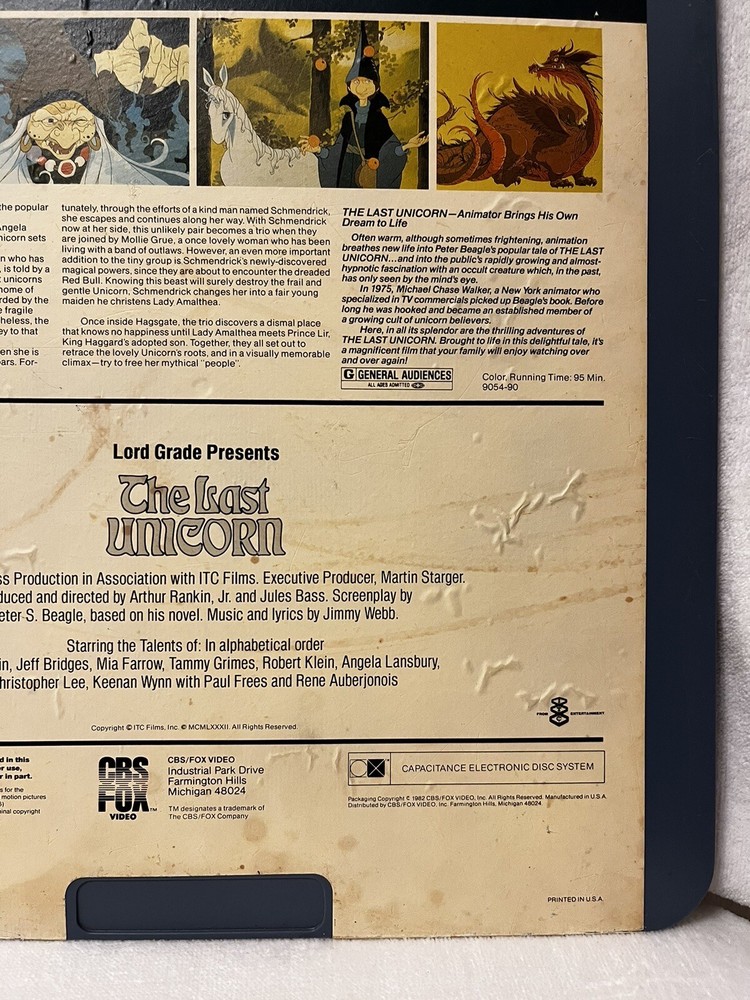 the popular
Angela
nicorn sets
n who has
is told by a
t unicorns
home of
rded by the
e fragile
heless, the
ey to that
en she is
ears. For-
tunately, through the efforts of a kind man named Schmendrick,
she escapes and continues along her way. With Schmendrick
now at her side, this unlikely pair becomes a trio when they
are joined by Mollie Grue, a once lovely woman who has been
living with a band of outlaws. However, an even more important
addition to the tiny group is Schmendrick's newly-discovered
magical powers, since they are about to encounter the dreaded
Red Bull. Knowing this beast will surely destroy the frail and
gentle Unicorn, Schmendrick changes her into a fair young
maiden he christens Lady Amalthea.
Once inside Hagsgate, the trio discovers a dismal place
that knows no happiness until Lady Amalthea meets Prince Lir,
King Haggard's adopted son. Together, they all set out to
retrace the lovely Unicorn's roots, and in a visually memorable
climax—try to free her mythical "people".
THE LAST UNICORN—Animator Brings His Own
Dream to Life
Often warm, although sometimes frightening, animation
breathes new life into Peter Beagle's popular tale of THE LAST
UNICORN...and into the public's rapidly growing and almost-
hypnotic fascination with an occult creature which, in the past,
has only been seen by the mind's eye.
In 1975, Michael Chase Walker, a New York animator who
specialized in TV commercials picked up Beagle's book. Before
long he was hooked and became an established member of
a growing cult of unicorn believers.
Here, in all its splendor are the thrilling adventures of
THE LAST UNICORN. Brought to life in this delightful tale, it's
a magnificent film that your family will enjoy watching over
and over again!
G GENERAL AUDIENCES
ALL AGES ADMITTED
Color, Running Time: 95 Min.
9054-90
Lord Grade Presents
The Last
UNICORN
ss Production in Association with ITC Films. Executive Producer, Martin Starger.
duced and directed by Arthur Rankin, Jr. and Jules Bass. Screenplay by
eter S. Beagle, based on his novel. Music and lyrics by Jimmy Webb.
Starring the Talents of: In alphabetical order
in, Jeff Bridges, Mia Farrow, Tammy Grimes, Robert Klein, Angela Lansbury,
hristopher Lee, Keenan Wynn with Paul Frees and Rene Auberjonois
ENTERTAINMENT
Copyright © ITC Films, Inc. © MCMLXXXII. All Rights Reserved.
d in this
r use,
r in part.
s for the
motion pictures
inal copyright
CBS
FOX™
VIDEO
CBS/FOX VIDEO
Industrial Park Drive
Farmington Hills
Michigan 48024
TM designates a trademark of
The CBS/FOX Company
CAPACITANCE ELECTRONIC DISC SYSTEM
Packaging Copyright © 1982 CBS/FOX VIDEO, Inc. All Rights Reserved. Manufactured in U.S.A.
Distributed by CBS/FOX VIDEO, Inc. Farmington Hills, Michigan 48024.
PRINTED IN U.S.A.